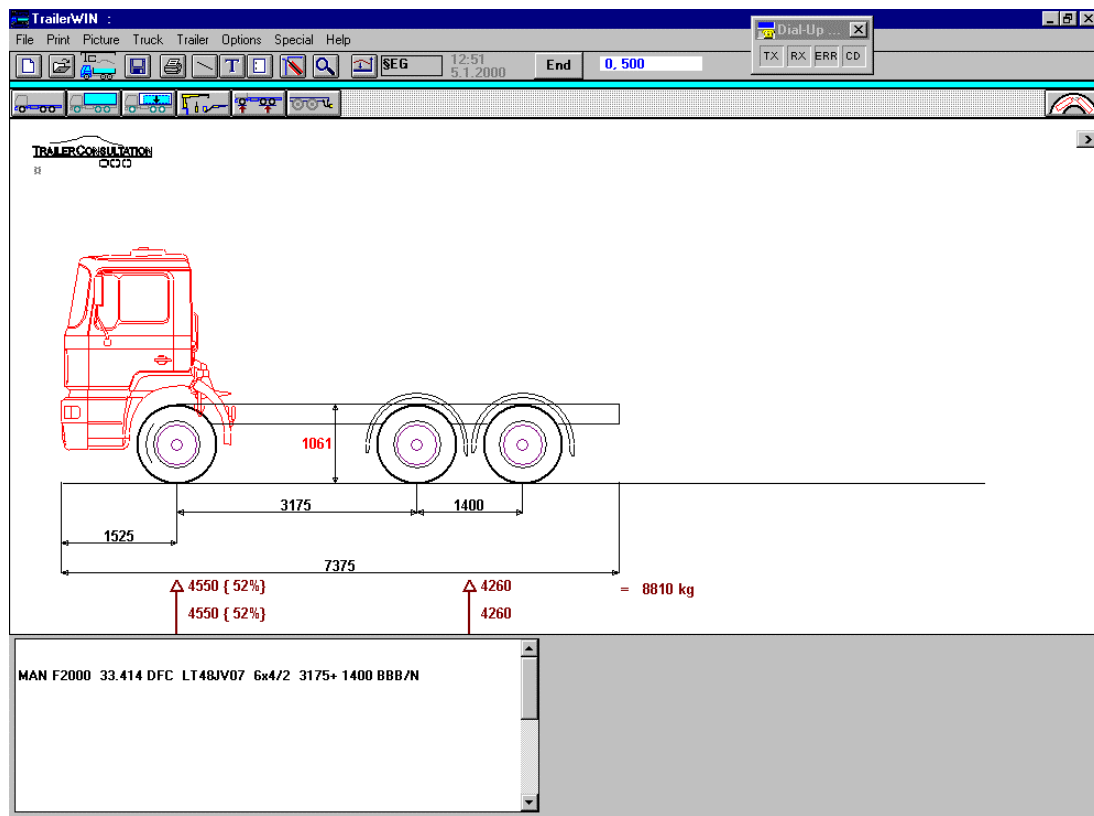 TrailerWIN :
Dial-Up ...
File Print Picture Truck Trailer Options Special Help
TX RX ERR CD
TC
T
§EG
12:51
5.1.2000
End
0, 500
TRAILERCONSULTATION
1061
3175 1400
1525
7375
4550 { 52%} 4260 = 8810 kg
4550 { 52%} 4260
MAN F2000 33.414 DFC LT48JV07 6x4/2 3175+ 1400 BBB/N